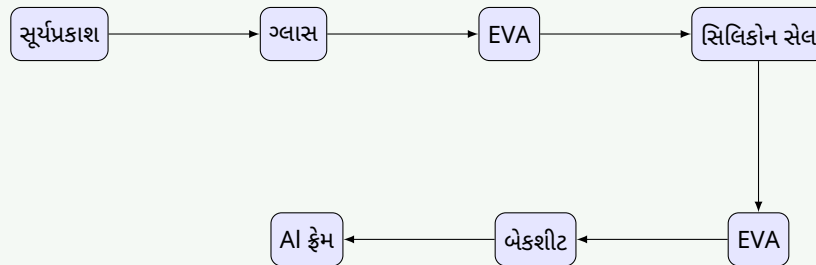 સૂર્યપ્રકાશ
ગ્લાસ
EVA
સિલિકોન સેલ
EVA
બેકશીટ
Al ફ્રેમ